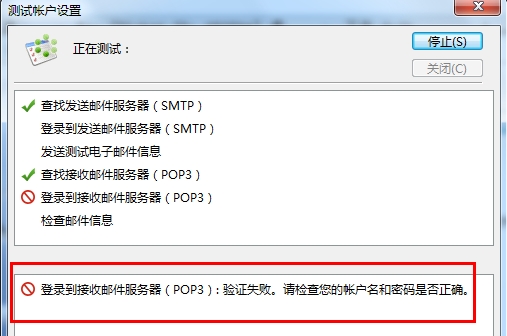 测试帐户设置
正在测试：
停止(S)
关闭(C)
查找发送邮件服务器（SMTP）
登录到发送邮件服务器（SMTP）
发送测试电子邮件信息
查找接收邮件服务器（POP3）
登录到接收邮件服务器（POP3）
检查邮件信息
登录到接收邮件服务器（POP3）: 验证失败。请检查您的帐户名和密码是否正确。